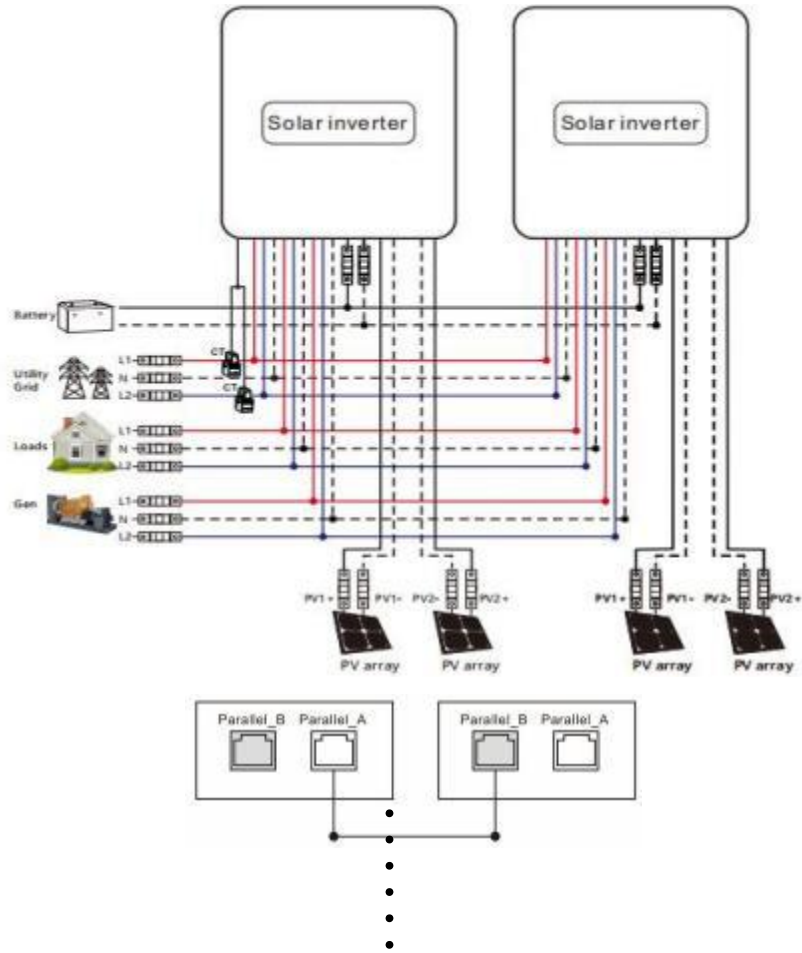 Solar inverter
Solar inverter
Battery
CT
L1
Utility
Grid
N
CT
L2
L1
Loads
N
L2
L1
Gen
N
L2
PV1+
PV1-
PV2-
PV2+
PV1+
PV1-
PV2-
PV2+
PV array
PV array
PV array
PV array
Parallel_B
Parallel_A
Parallel_B
Parallel_A